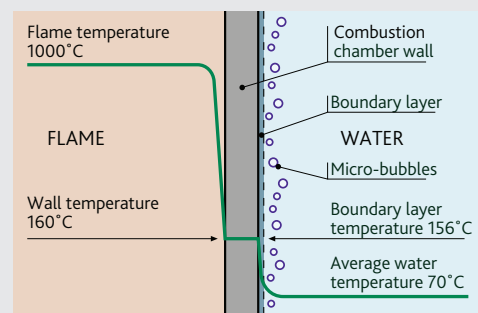 Flame temperature
1000˚C
FLAME
Wall temperature
160˚C
Combustion
chamber wall
Boundary layer
WATER
Micro-bubbles
Boundary layer
temperature 156˚C
Average water
temperature 70˚C